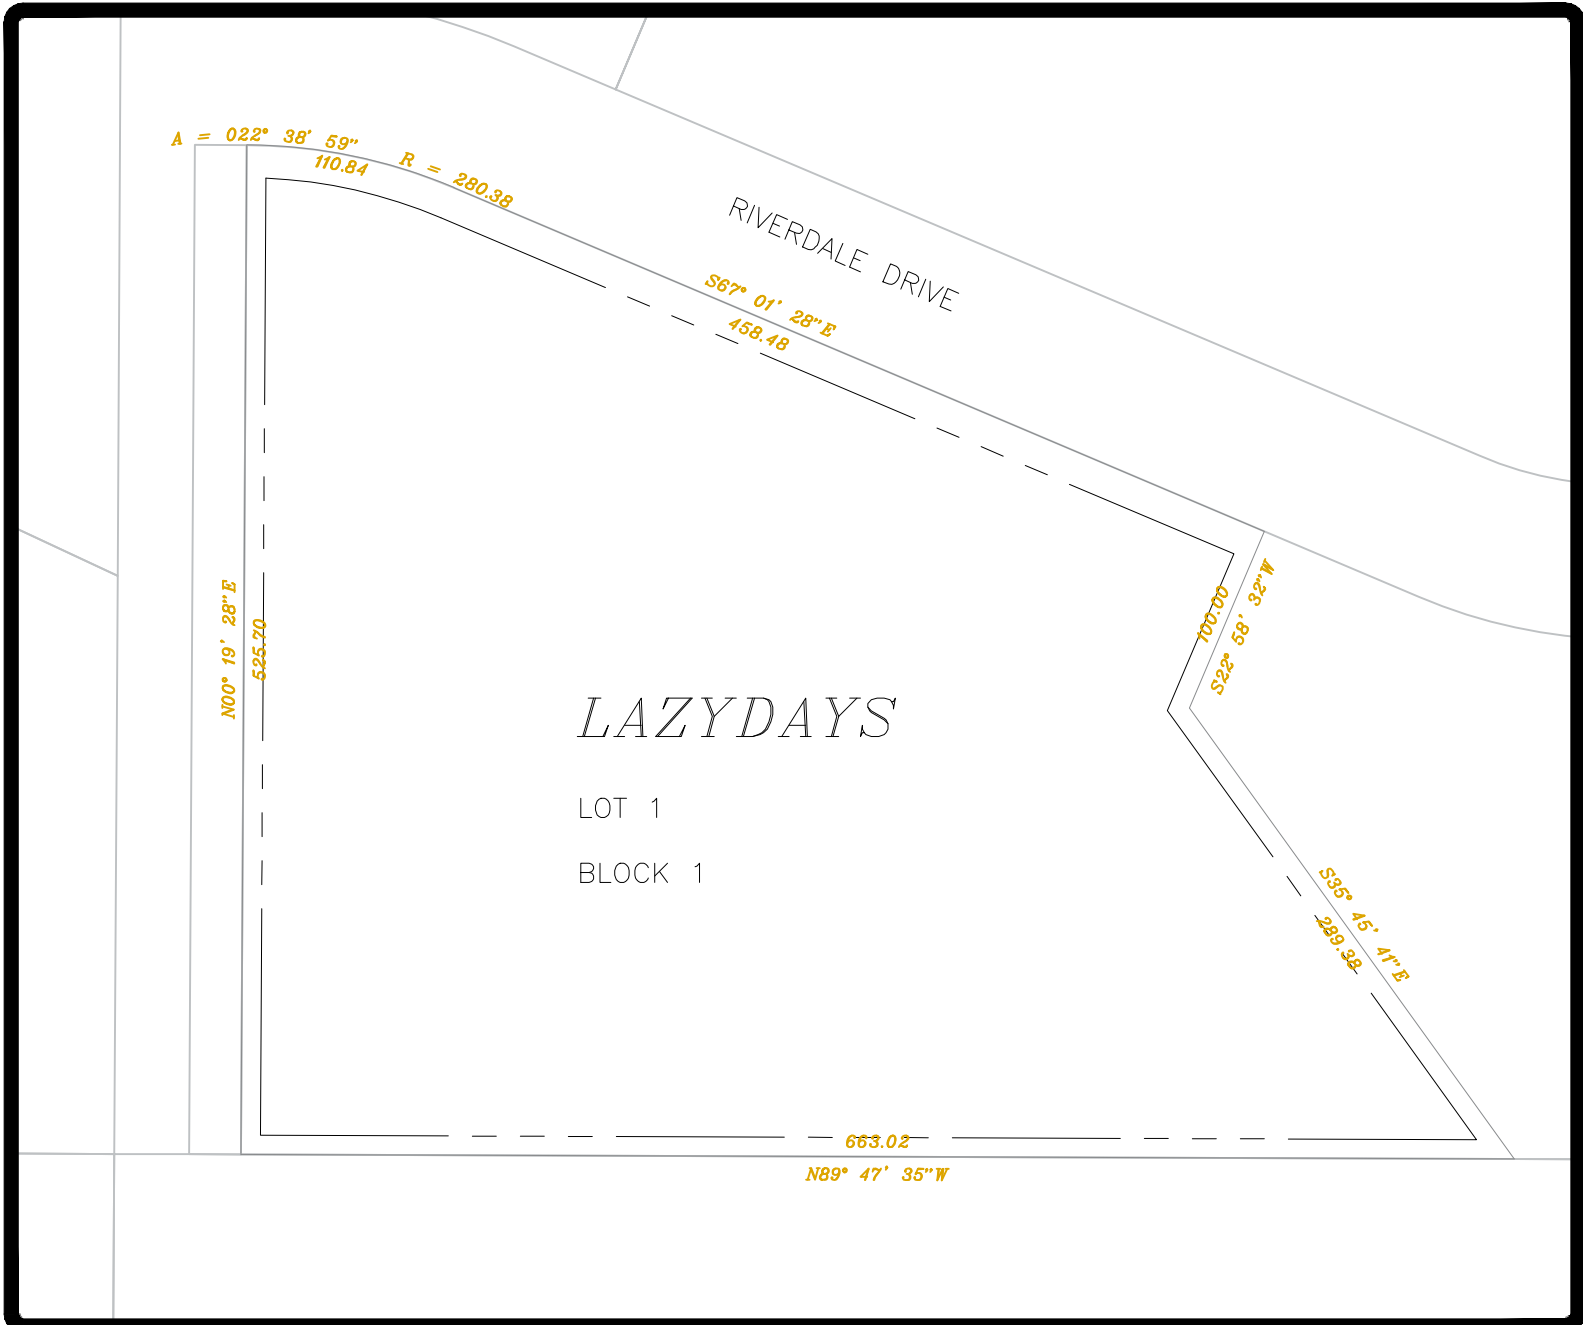 A = 022° 38' 59"
110.84
R = 280.38
RIVERDALE DRIVE
S67° 01' 28"E
458.48
N00° 19' 28"E
525.70
100.00
S22° 58' 32"W
LAZYDAYS
LOT 1
BLOCK 1
S35° 45' 41"E
289.38
663.02
N89° 47' 35"W